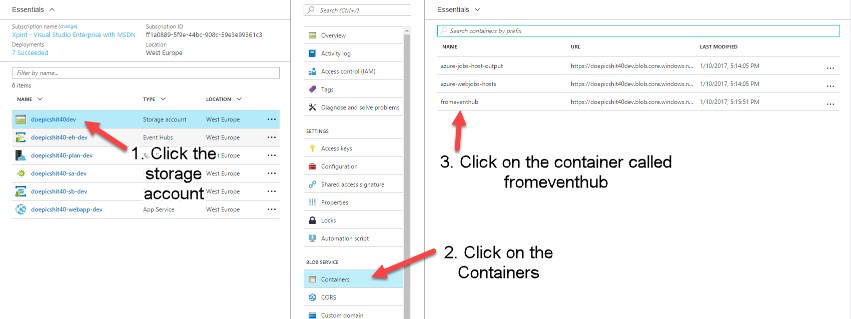 Essentials
Subscription name (change)
Subscription ID
Xpirit - Visual Studio Enterprise with MSDN
ff1a0889-5f9e-44bc-908c-59e3e99361c3
Deployments
Location
7 Succeeded
West Europe
Filter by name...
6 items
NAME
TYPE
LOCATION
doepicshit40dev
Storage account
West Europe
doepicshit40-eh-dev
Event Hubs
West Europe
doepicshit40-plan-dev
West Europe
doepicshit40-sa-dev
West Europe
doepicshit40-sb-dev
West Europe
doepicshit40-webapp-dev
App Service
West Europe
1. Click the
storage
account
Search (Ctrl+/)
Overview
Activity log
Access control (IAM)
Tags
Diagnose and solve problems
SETTINGS
Access keys
Configuration
Shared access signature
Properties
Locks
Automation script
BLOB SERVICE
Containers
CORS
Custom domain
2. Click on the
Containers
Essentials
Search containers by prefix
NAME
URL
LAST MODIFIED
azure-jobs-host-output
https://doepicshit40dev.blob.core.windows.n...
1/10/2017, 5:14:05 PM
azure-webjobs-hosts
https://doepicshit40dev.blob.core.windows.n...
1/10/2017, 5:14:05 PM
fromeventhub
https://doepicshit40dev.blob.core.windows.n...
1/10/2017, 5:15:51 PM
3. Click on the container called
fromeventhub